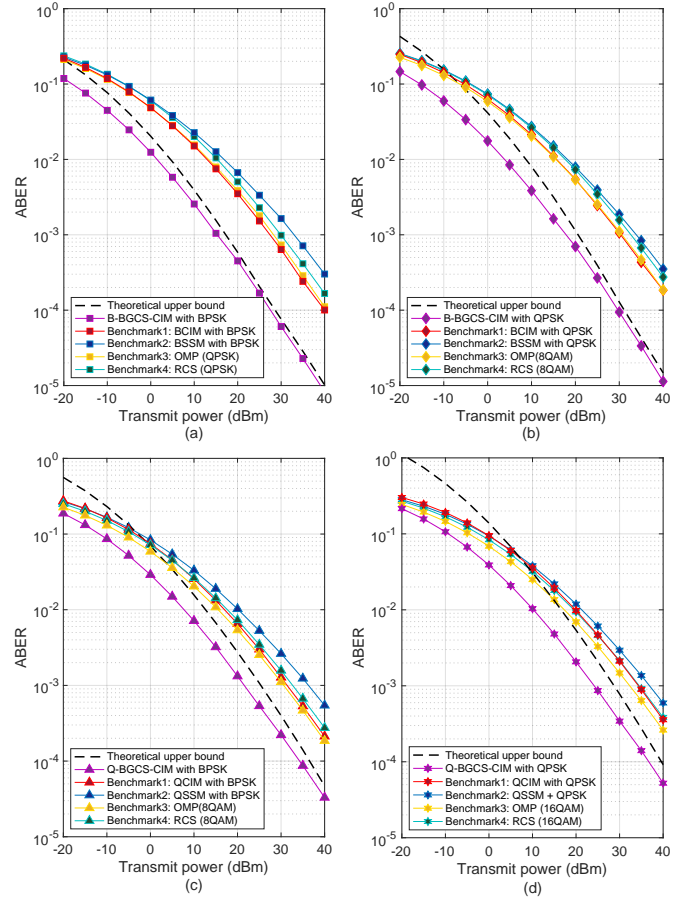 10^0
10^-1
10^-2
10^-3
10^-4
10^-5
ABER
Theoretical upper bound
B-BGCS-CIM with BPSK
Benchmark1: BCIM with BPSK
Benchmark2: BSSM with BPSK
Benchmark3: OMP (QPSK)
Benchmark4: RCS (QPSK)
-20 -10 0 10 20 30 40
Transmit power (dBm)
(a)
10^0
10^-1
10^-2
10^-3
10^-4
10^-5
ABER
Theoretical upper bound
B-BGCS-CIM with QPSK
Benchmark1: BCIM with QPSK
Benchmark2: BSSM with QPSK
Benchmark3: OMP(8QAM)
Benchmark4: RCS (8QAM)
-20 -10 0 10 20 30 40
Transmit power (dBm)
(b)
10^0
10^-1
10^-2
10^-3
10^-4
10^-5
ABER
Theoretical upper bound
Q-BGCS-CIM with BPSK
Benchmark1: QCIM with BPSK
Benchmark2: QSSM with BPSK
Benchmark3: OMP(8QAM)
Benchmark4: RCS (8QAM)
-20 -10 0 10 20 30 40
Transmit power (dBm)
(c)
10^0
10^-1
10^-2
10^-3
10^-4
10^-5
ABER
Theoretical upper bound
Q-BGCS-CIM with QPSK
Benchmark1: QCIM with QPSK
Benchmark2: QSSM + QPSK
Benchmark3: OMP (16QAM)
Benchmark4: RCS (16QAM)
-20 -10 0 10 20 30 40
Transmit power (dBm)
(d)